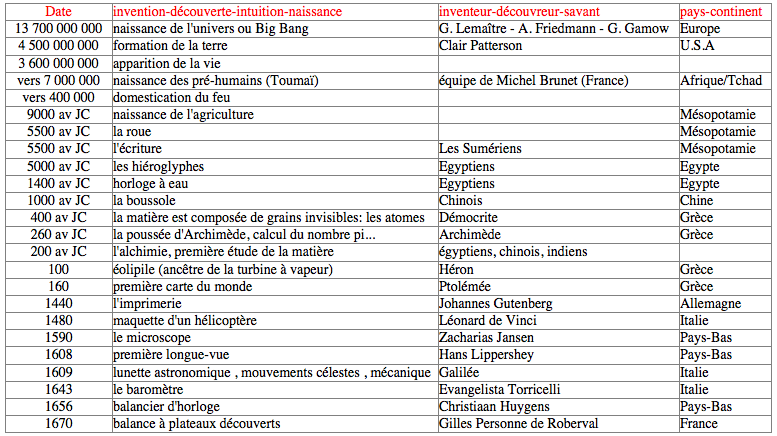 Date invention-découverte-intuition-naissance inventeur-découvreur-savant pays-continent
13 700 000 000 naissance de l'univers ou Big Bang G. Lemaître - A. Friedmann - G. Gamow Europe
4 500 000 000 formation de la terre Clair Patterson U.S.A
3 600 000 000 apparition de la vie
vers 7 000 000 naissance des pré-humains (Toumaï) équipe de Michel Brunet (France) Afrique/Tchad
vers 400 000 domestication du feu
9000 av JC naissance de l'agriculture Mésopotamie
5500 av JC la roue Mésopotamie
5500 av JC l'écriture Les Sumériens Mésopotamie
5000 av JC les hiéroglyphes Egyptiens Egypte
1400 av JC horloge à eau Egyptiens Egypte
1000 av JC la boussole Chinois Chine
400 av JC la matière est composée de grains invisibles: les atomes Démocrite Grèce
260 av JC la poussée d'Archimède, calcul du nombre pi... Archimède Grèce
200 av JC l'alchimie, première étude de la matière égyptiens, chinois, indiens
100 éolipile (ancêtre de la turbine à vapeur) Héron Grèce
160 première carte du monde Ptolémée Grèce
1440 l'imprimerie Johannes Gutenberg Allemagne
1480 maquette d'un hélicoptère Léonard de Vinci Italie
1590 le microscope Zacharias Jansen Pays-Bas
1608 première longue-vue Hans Lippershey Pays-Bas
1609 lunette astronomique , mouvements célestes , mécanique Galilée Italie
1643 le baromètre Evangelista Torricelli Italie
1656 balancier d'horloge Christiaan Huygens Pays-Bas
1670 balance à plateaux découverts Gilles Personne de Roberval France